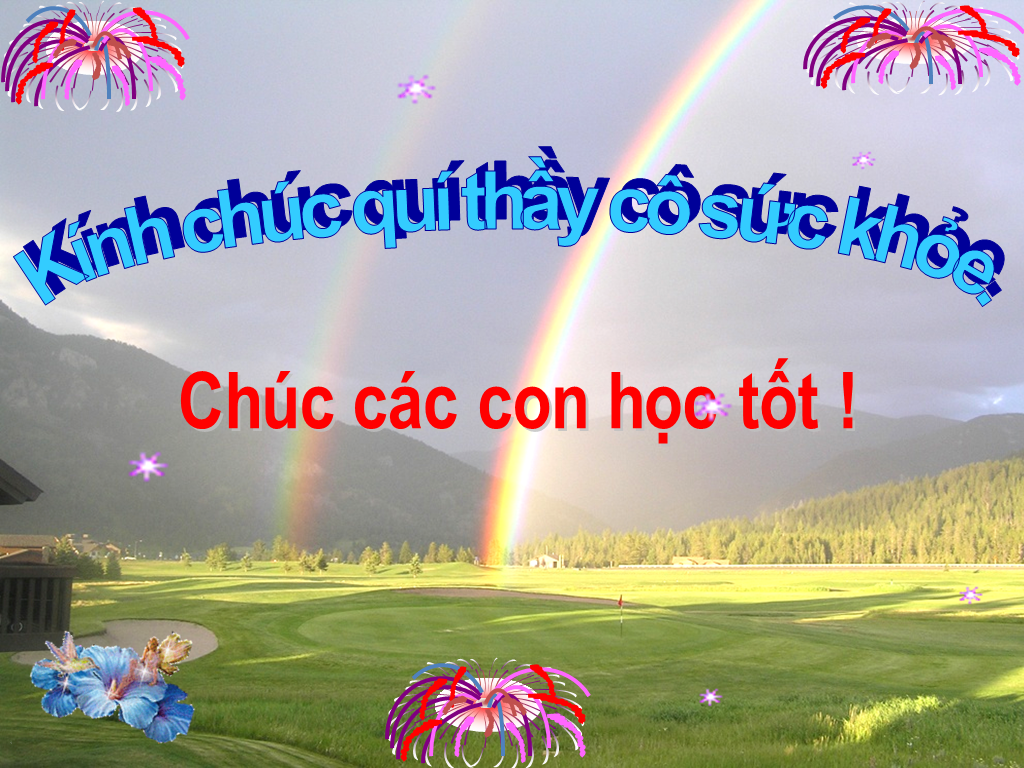 Kính chúc quí thầy cô sức khỏe.
Chúc các con học tốt !